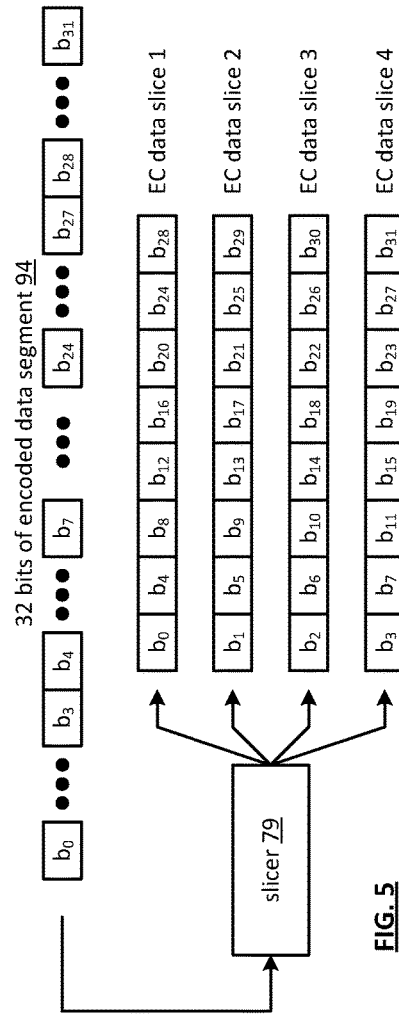 32 bits of encoded data segment 94
b0 ●●● b3 b4 ●●● b7 ●●● b24 ●●● b27 b28 ●●● b31
b0 b4 b8 b12 b16 b20 b24 b28 EC data slice 1
b1 b5 b9 b13 b17 b21 b25 b29 EC data slice 2
b2 b6 b10 b14 b18 b22 b26 b30 EC data slice 3
b3 b7 b11 b15 b19 b23 b27 b31 EC data slice 4
slicer 79
FIG. 5